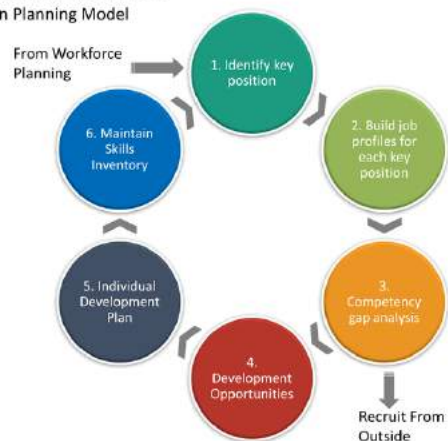 n Planning Model
From Workforce
Planning
1. Identify key
position
2. Build job
profiles for
each key
position
3.
Competency
gap analysis
Recruit From
Outside
4.
Development
Opportunities
5. Individual
Development
Plan
6. Maintain
Skills
Inventory